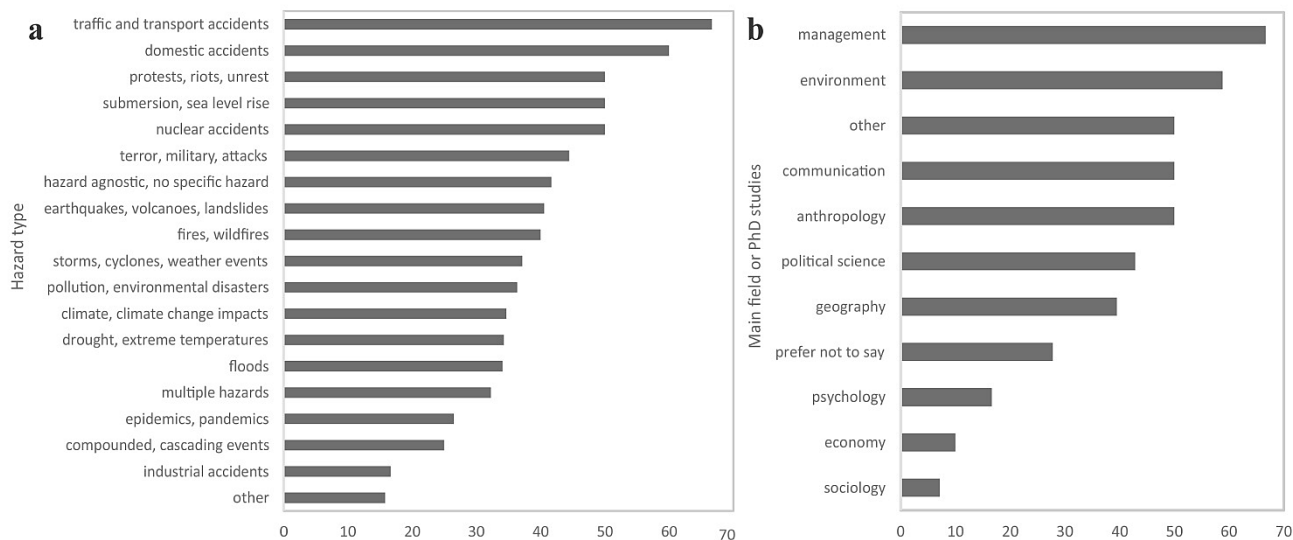 a
Hazard type
traffic and transport accidents
domestic accidents
protests, riots, unrest
submersion, sea level rise
nuclear accidents
terror, military, attacks
hazard agnostic, no specific hazard
earthquakes, volcanoes, landslides
fires, wildfires
storms, cyclones, weather events
pollution, environmental disasters
climate, climate change impacts
drought, extreme temperatures
floods
multiple hazards
epidemics, pandemics
compounded, cascading events
industrial accidents
other
0 10 20 30 40 50 60 70
b
Main field or PhD studies
management
environment
other
communication
anthropology
political science
geography
prefer not to say
psychology
economy
sociology
0 10 20 30 40 50 60 70